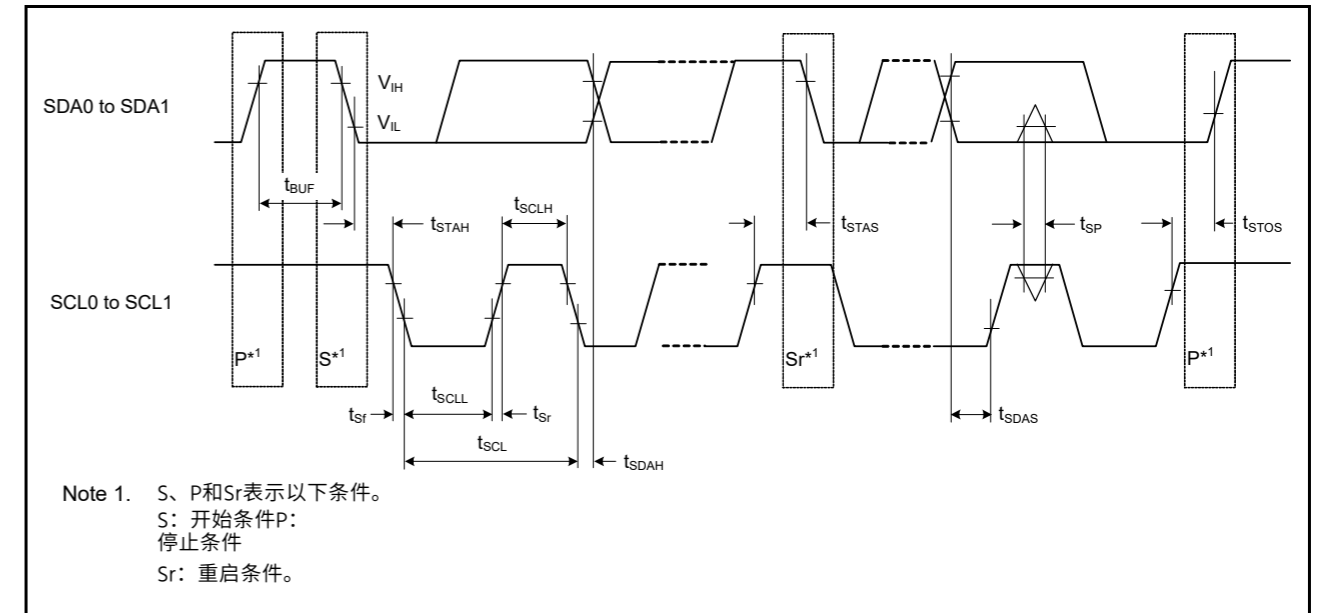 SDA0 to SDA1
VIH
VIL
tBUF
tSTAH
tSCLH
tSTAS
tSP
tSTOS
SCL0 to SCL1
P*1
S*1
Sr*1
P*1
tSf
tSCLL
tSr
tSDAS
tSCL
tSDAH
Note 1. S、P和Sr表示以下条件。
S：开始条件P：
停止条件
Sr：重启条件。